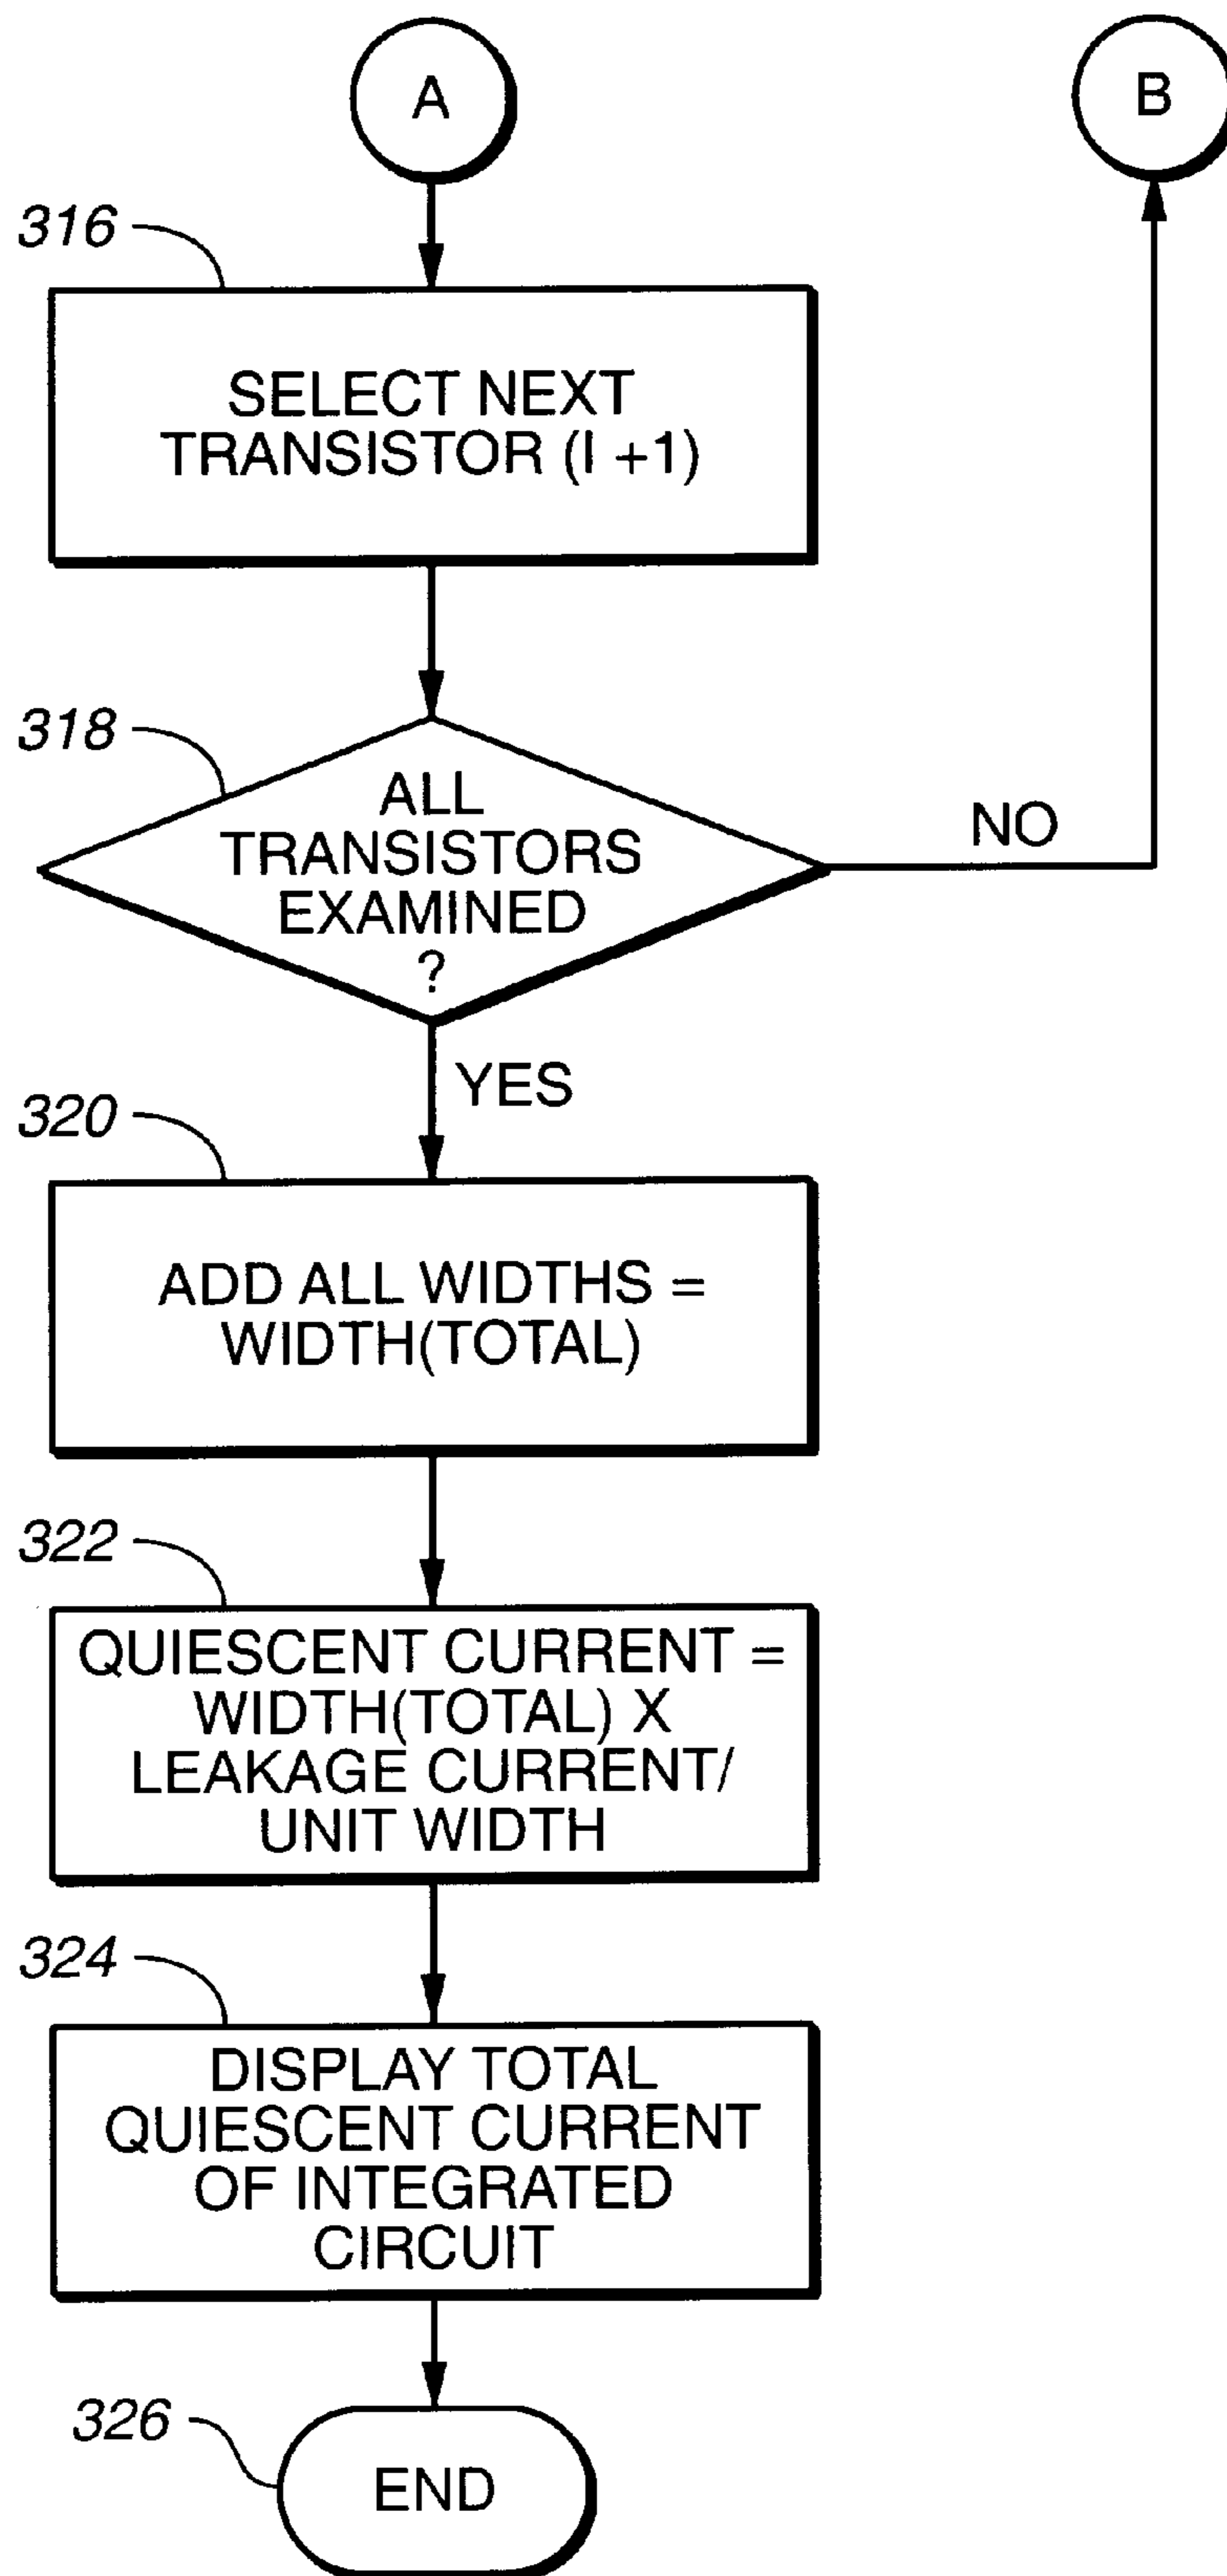 A
B
316
SELECT NEXT
TRANSISTOR (I +1)
318
ALL
TRANSISTORS
EXAMINED
?
NO
YES
320
ADD ALL WIDTHS =
WIDTH(TOTAL)
322
QUIESCENT CURRENT =
WIDTH(TOTAL) X
LEAKAGE CURRENT/
UNIT WIDTH
324
DISPLAY TOTAL
QUIESCENT CURRENT
OF INTEGRATED
CIRCUIT
326
END